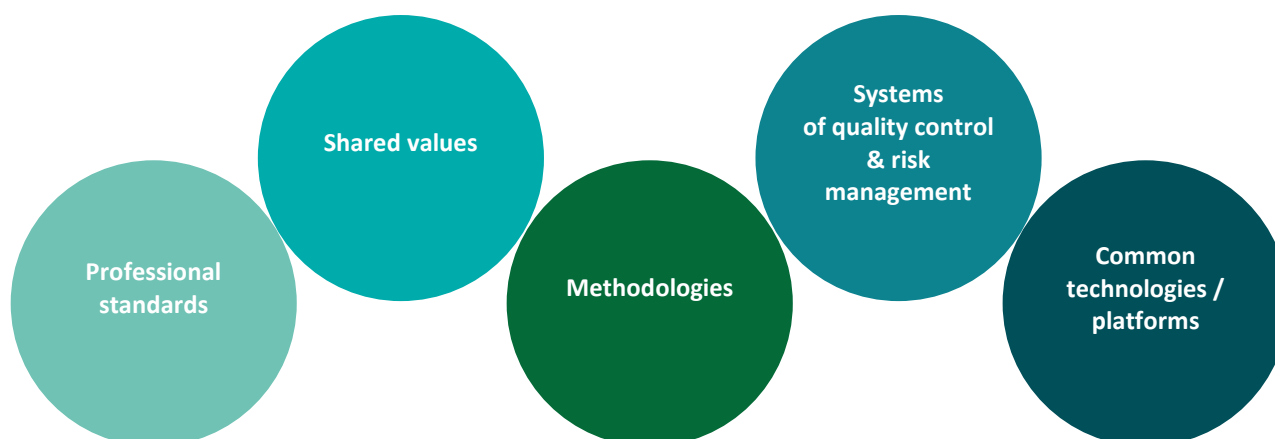 Professional
standards
Shared values
Methodologies
Systems
of quality control
& risk
management
Common
technologies /
platforms